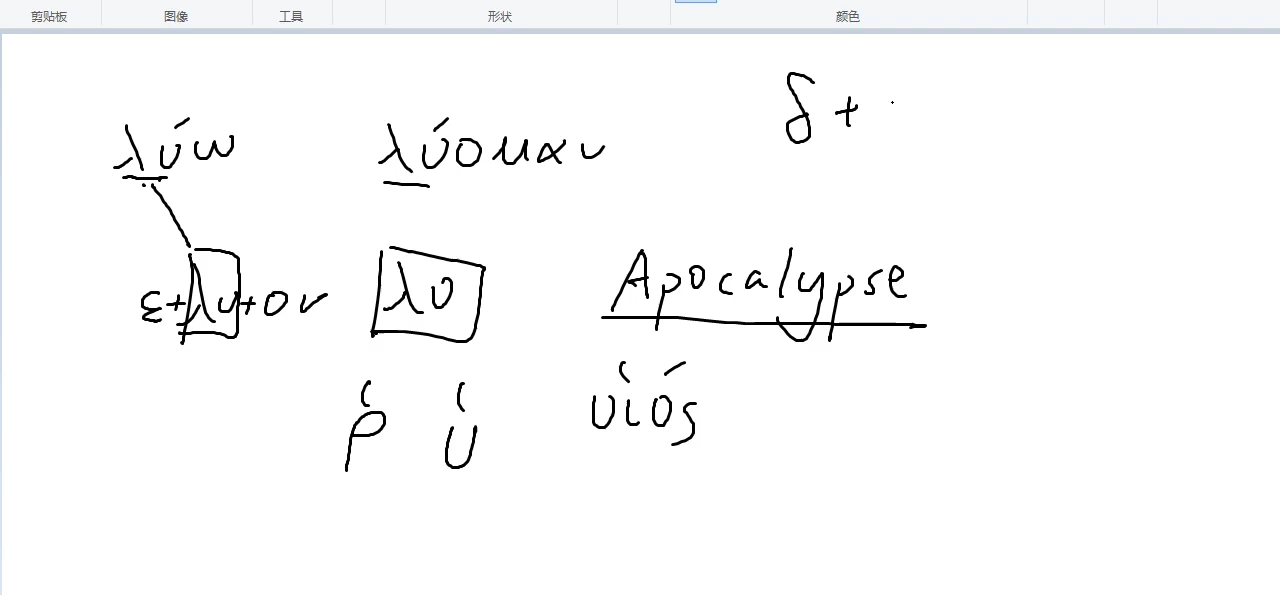 剪贴板 图像 工具 形状 颜色
δ +
λύω λύομαι
ε+λυ+ον λυ Apocalypse
ῥ ὑ υἱός